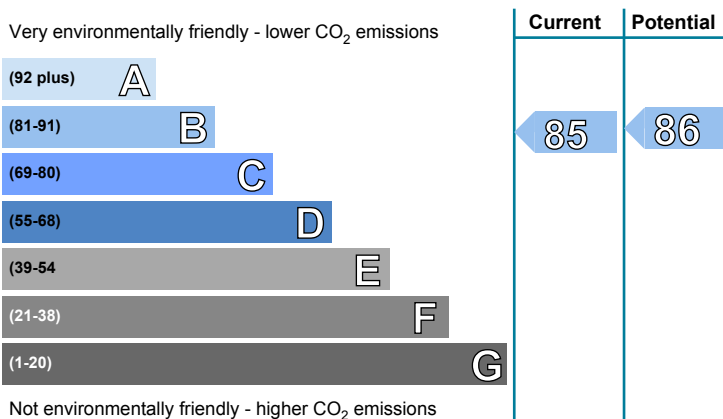 Very environmentally friendly - lower CO2 emissions
Current Potential
(92 plus) A
(81-91) B
85 86
(69-80) C
(55-68) D
(39-54 E
(21-38) F
(1-20) G
Not environmentally friendly - higher CO2 emissions